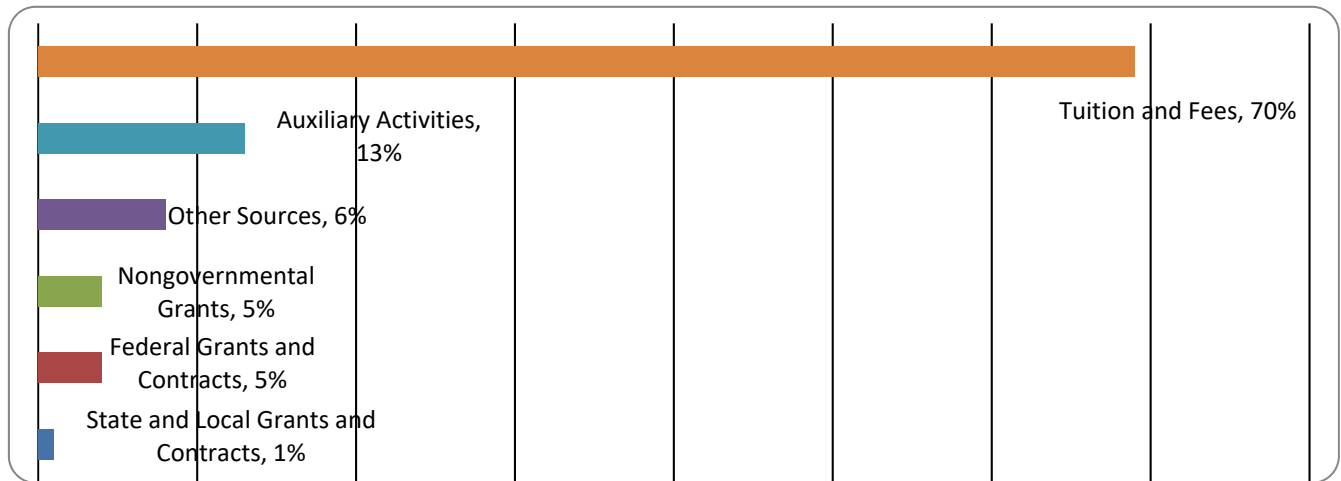 Tuition and Fees, 70%
Auxiliary Activities,
13%
Other Sources, 6%
Nongovernmental
Grants, 5%
Federal Grants and
Contracts, 5%
State and Local Grants and
Contracts, 1%